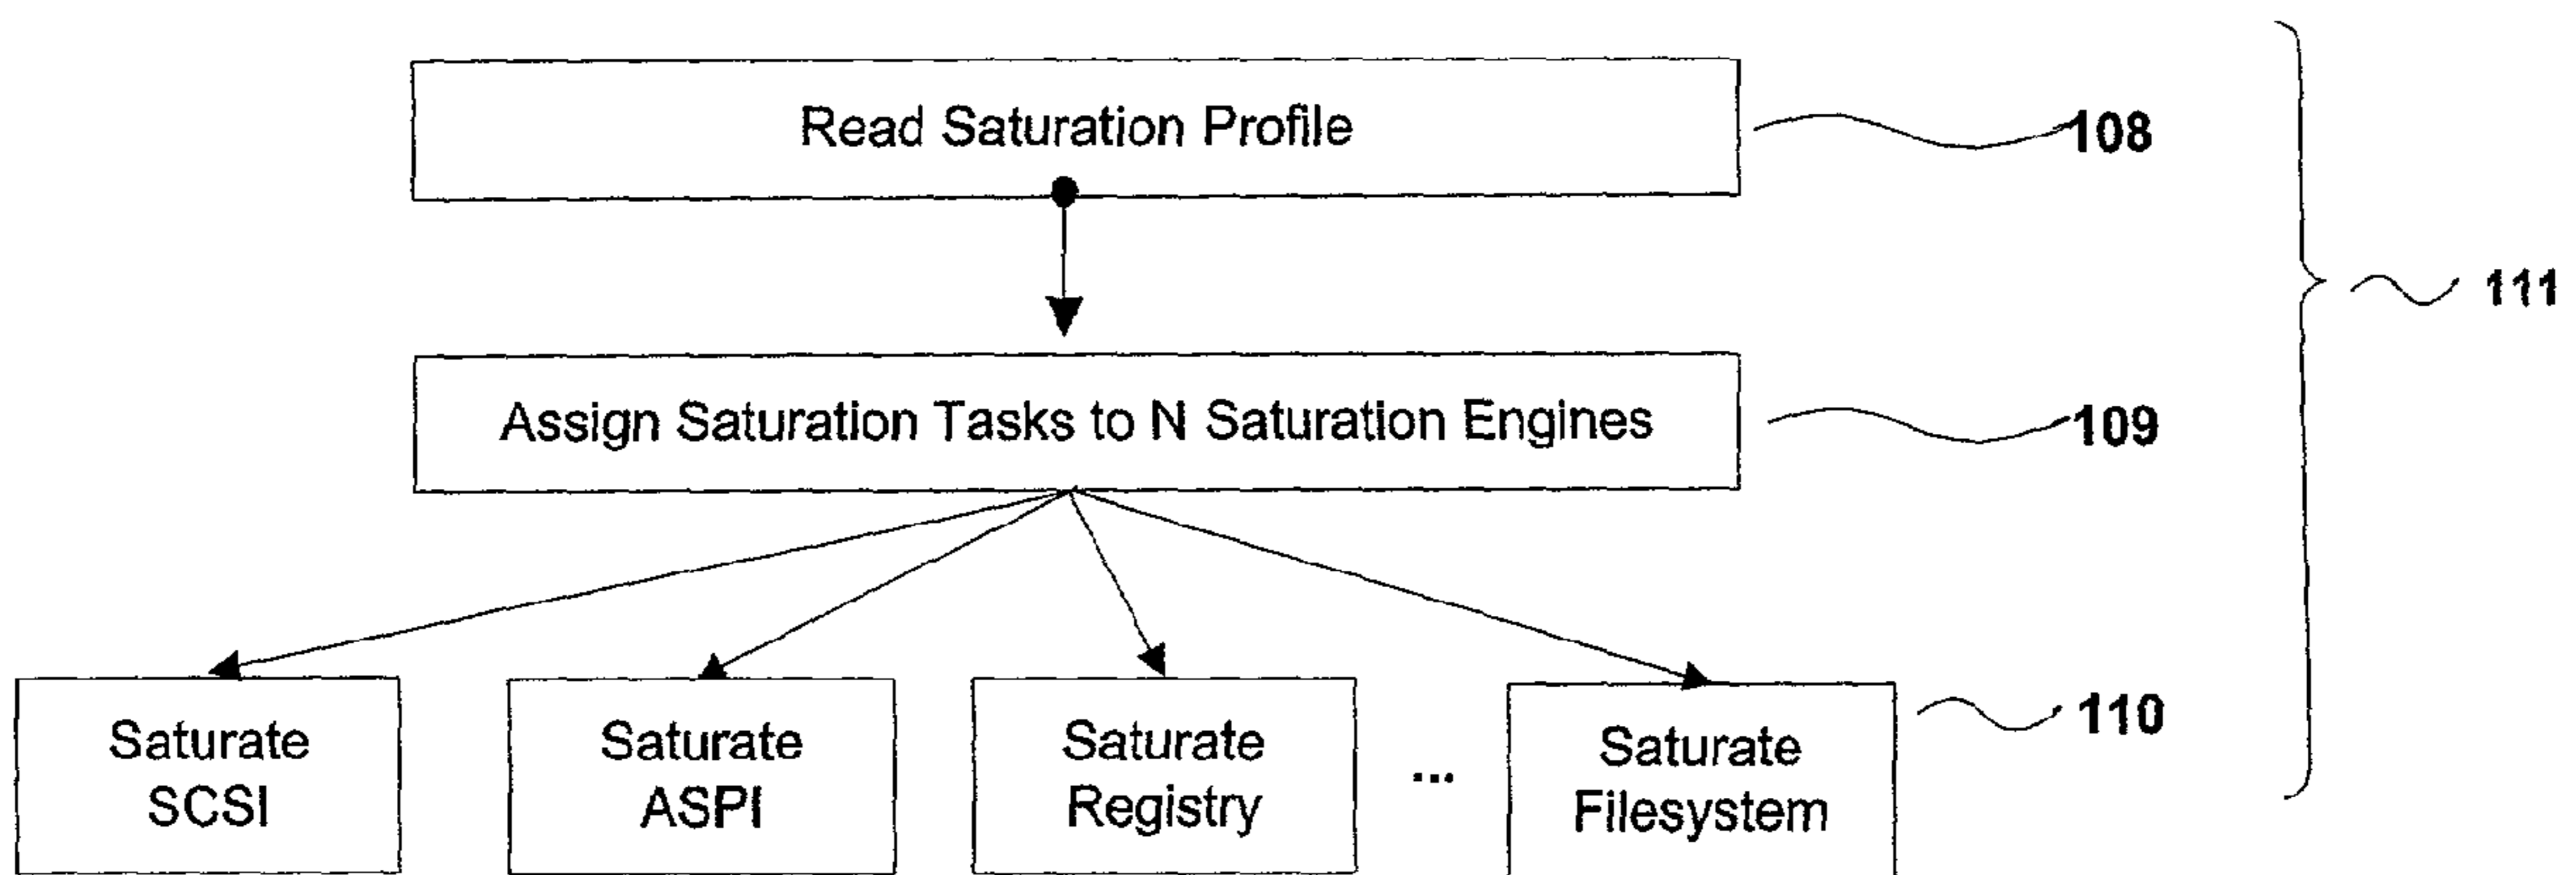 Read Saturation Profile
108
111
Assign Saturation Tasks to N Saturation Engines
109
Saturate
SCSI
Saturate
ASPI
Saturate
Registry
...
Saturate
Filesystem
110